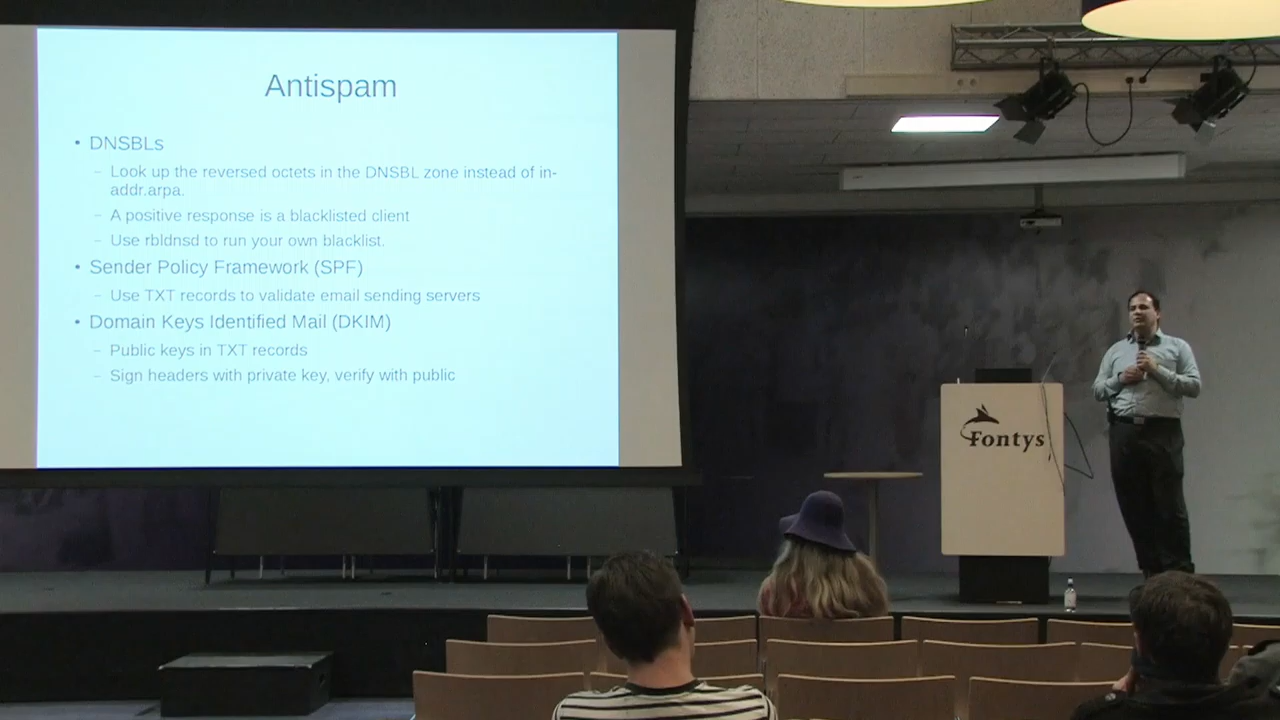 Antispam
• DNSBLs
– Look up the reversed octets in the DNSBL zone instead of in-
addr.arpa.
– A positive response is a blacklisted client
– Use rbldnsd to run your own blacklist.
• Sender Policy Framework (SPF)
– Use TXT records to validate email sending servers
• Domain Keys Identified Mail (DKIM)
– Public keys in TXT records
– Sign headers with private key, verify with public
Fontys